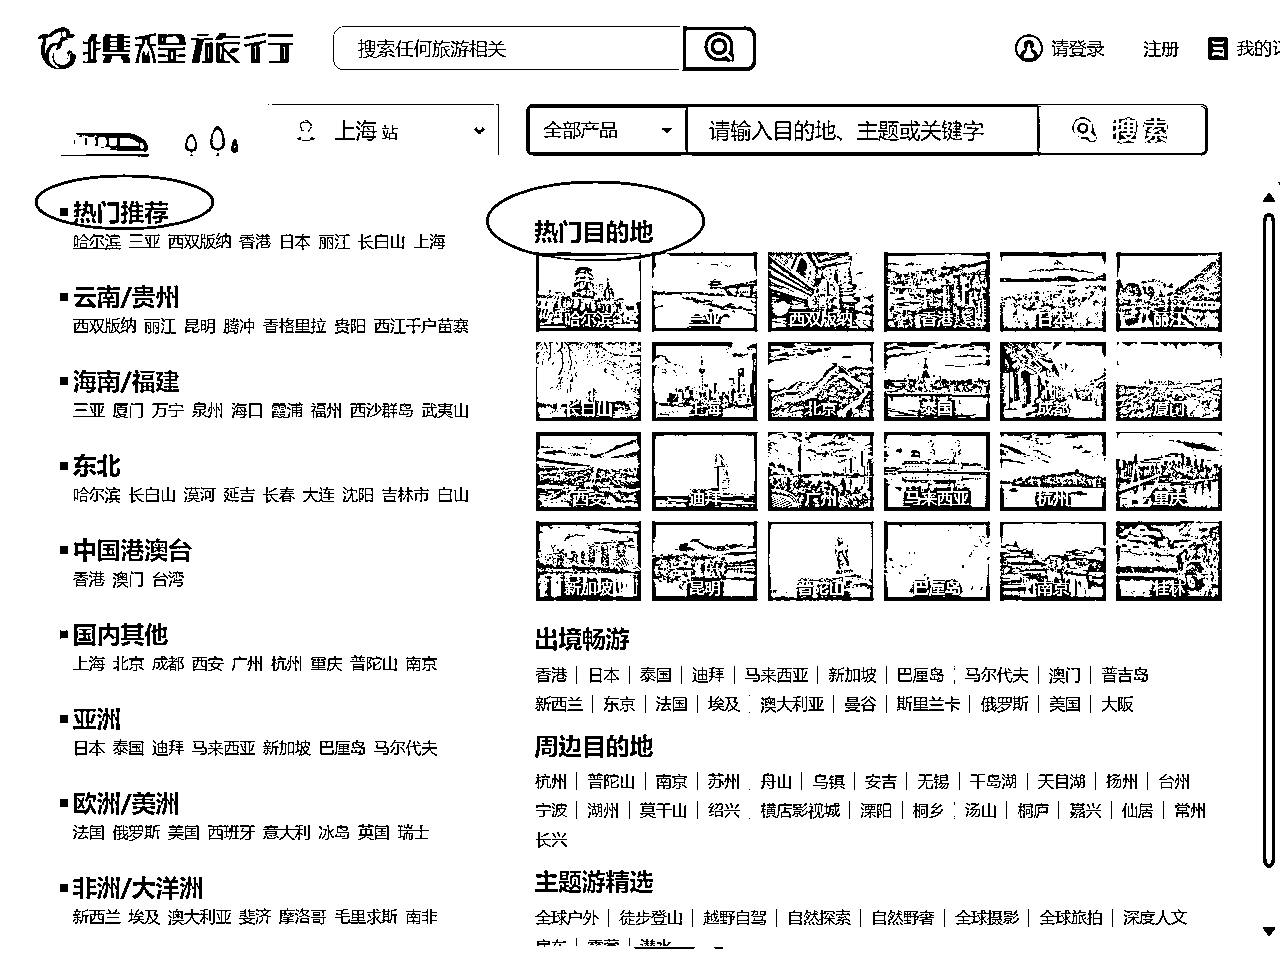 携程旅行
搜索任何旅游相关
请登录 注册 我的订
上海 站
全部产品 请输入目的地、主题或关键字 搜索
热门推荐
哈尔滨 三亚 西双版纳 香港 日本 丽江 长白山 上海
云南/贵州
西双版纳 丽江 昆明 腾冲 香格里拉 贵阳 西江千户苗寨
海南/福建
三亚 厦门 万宁 泉州 海口 霞浦 福州 西沙群岛 武夷山
东北
哈尔滨 长白山 漠河 延吉 长春 大连 沈阳 吉林市 白山
中国港澳台
香港 澳门 台湾
国内其他
上海 北京 成都 西安 广州 杭州 重庆 普陀山 南京
亚洲
日本 泰国 迪拜 马来西亚 新加坡 巴厘岛 马尔代夫
欧洲/美洲
法国 俄罗斯 美国 西班牙 意大利 冰岛 英国 瑞士
非洲/大洋洲
新西兰 埃及 澳大利亚 斐济 摩洛哥 毛里求斯 南非
热门目的地
哈尔滨 三亚 西双版纳 香港 日本 丽江
长白山 上海 北京 泰国 成都 厦门
西安 迪拜 广州 马来西亚 杭州 重庆
新加坡 昆明 普陀山 巴厘岛 南京 桂林
出境畅游
香港 | 日本 | 泰国 | 迪拜 | 马来西亚 | 新加坡 | 巴厘岛 | 马尔代夫 | 澳门 | 普吉岛
新西兰 | 东京 | 法国 | 埃及 | 澳大利亚 | 曼谷 | 斯里兰卡 | 俄罗斯 | 美国 | 大阪
周边目的地
杭州 | 普陀山 | 南京 | 苏州 | 舟山 | 乌镇 | 安吉 | 无锡 | 千岛湖 | 天目湖 | 扬州 | 台州
宁波 | 湖州 | 莫干山 | 绍兴 | 横店影视城 | 溧阳 | 桐乡 | 汤山 | 桐庐 | 嘉兴 | 仙居 | 常州
长兴
主题游精选
全球户外 | 徒步登山 | 越野自驾 | 自然探索 | 自然野奢 | 全球摄影 | 全球旅拍 | 深度人文